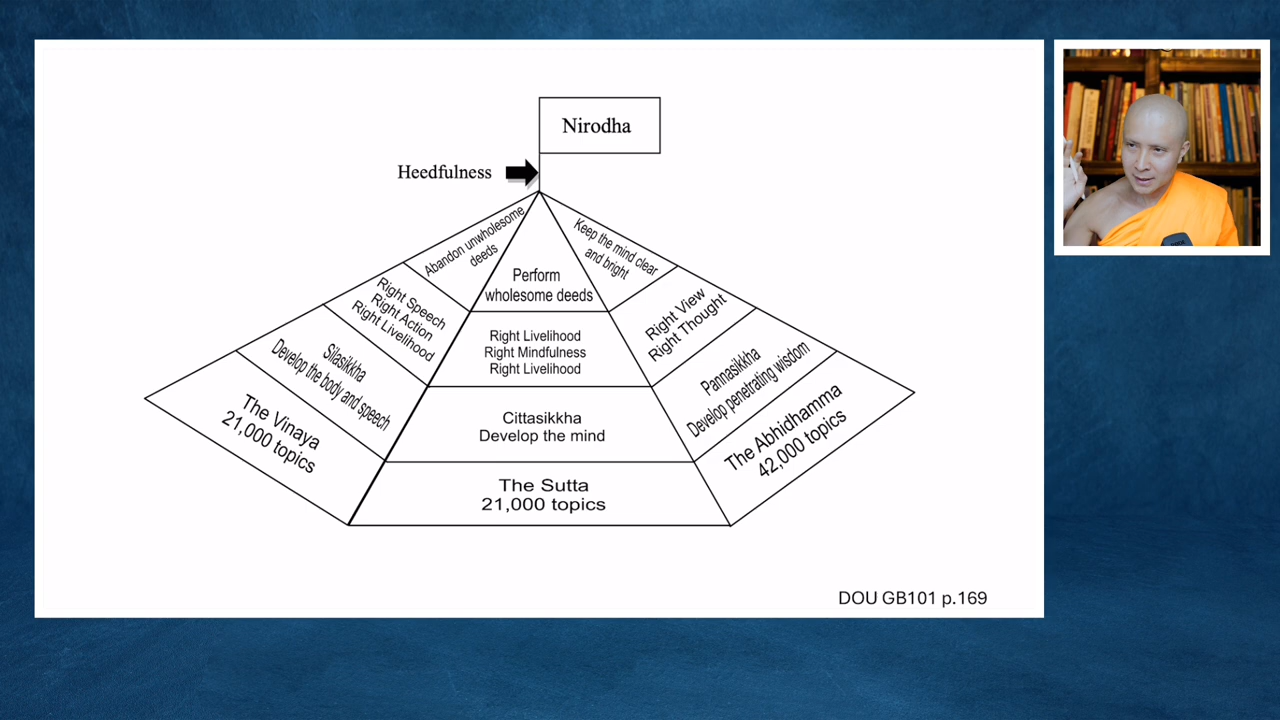 Nirodha
Heedfulness
Abandon unwholesome
deeds
Perform
wholesome deeds
Keep the mind clear
and bright
Right Speech
Right Action
Right Livelihood
Right Livelihood
Right Mindfulness
Right Livelihood
Right View
Right Thought
Silasikkha
Develop the body and speech
Cittasikkha
Develop the mind
Pannasikkha
Develop penetrating wisdom
The Vinaya
21,000 topics
The Sutta
21,000 topics
The Abhidhamma
42,000 topics
DOU GB101 p.169